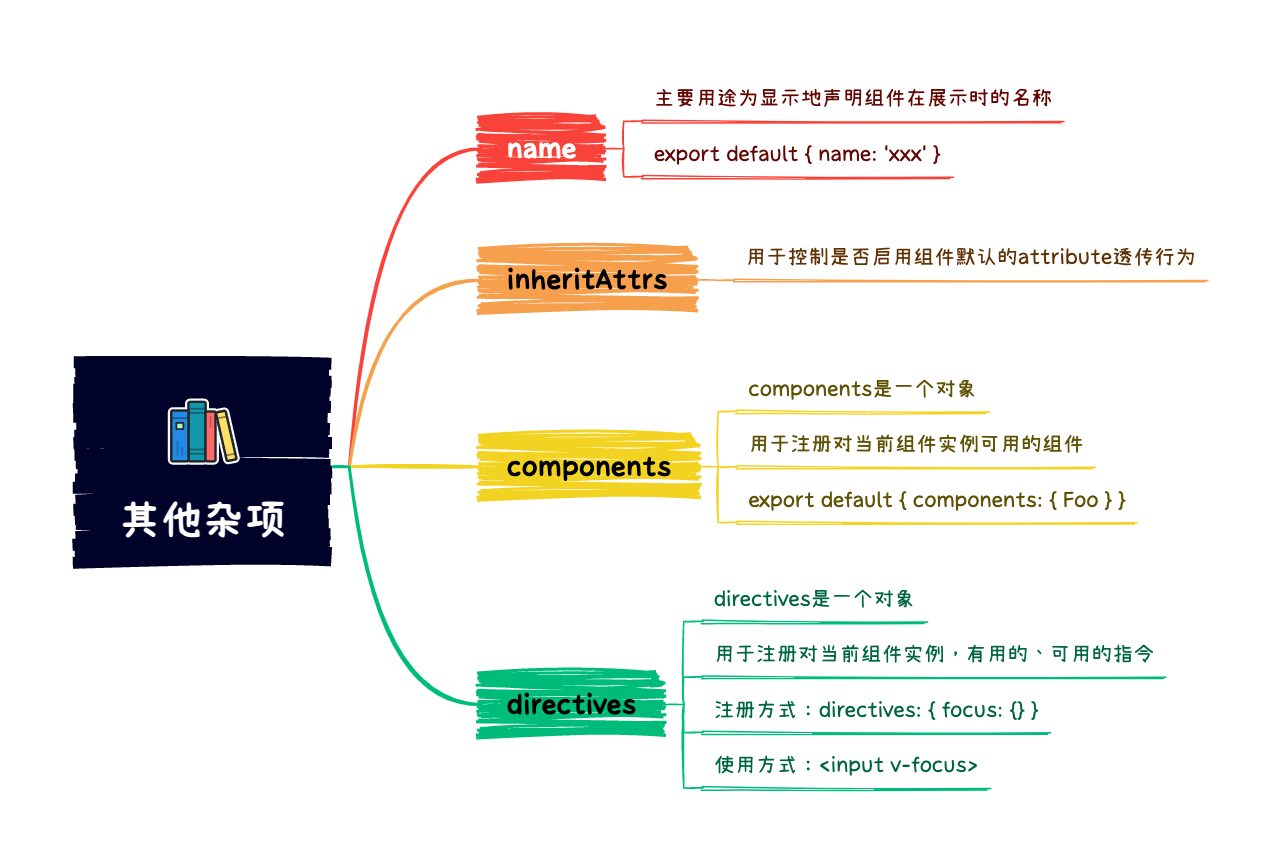 其他杂项
name
主要用途为显示地声明组件在展示时的名称
export default { name: 'xxx' }
inheritAttrs
用于控制是否启用组件默认的attribute透传行为
components
components是一个对象
用于注册对当前组件实例可用的组件
export default { components: { Foo } }
directives
directives是一个对象
用于注册对当前组件实例，有用的、可用的指令
注册方式：directives: { focus: {} }
使用方式：<input v-focus>